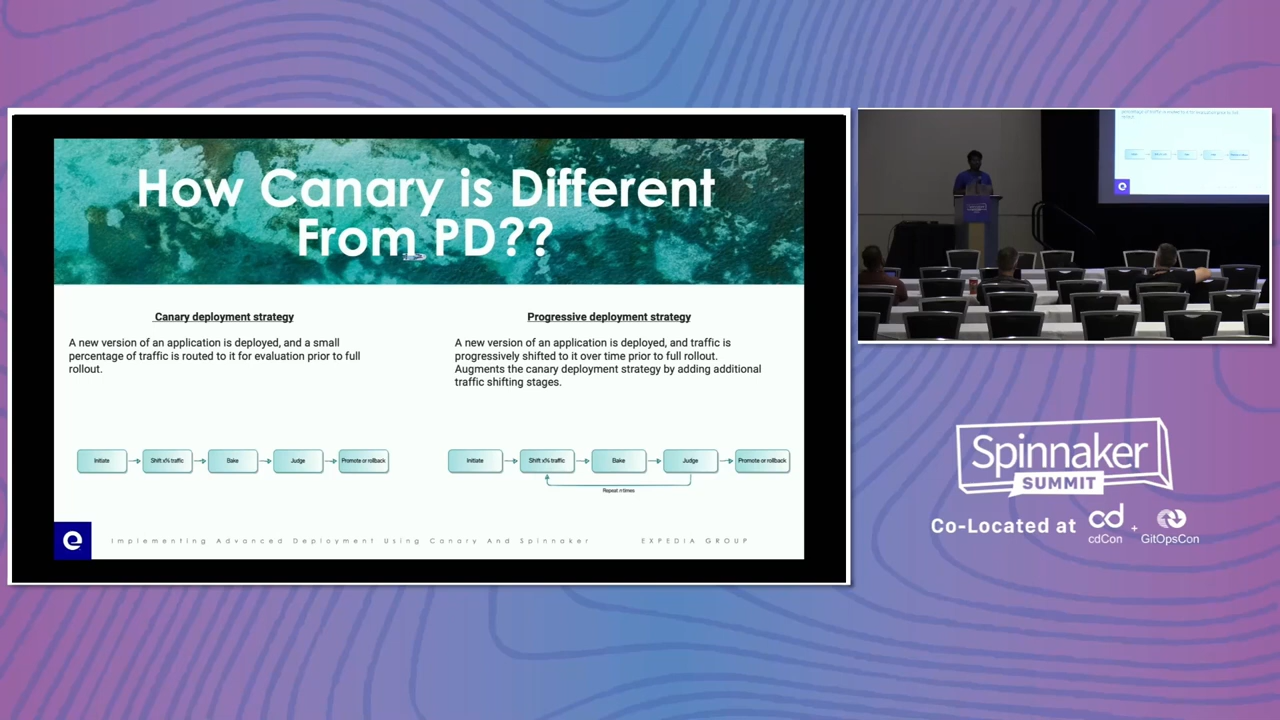 How Canary is Different
From PD??
Canary deployment strategy
A new version of an application is deployed, and a small
percentage of traffic is routed to it for evaluation prior to full
rollout.
Initiate
Shift x% traffic
Bake
Judge
Promote or rollback
Progressive deployment strategy
A new version of an application is deployed, and traffic is
progressively shifted to it over time prior to full rollout.
Augments the canary deployment strategy by adding additional
traffic shifting stages.
Initiate
Shift x% traffic
Bake
Judge
Promote or rollback
Repeat n times
Implementing Advanced Deployment Using Canary And Spinnaker
EXPEDIA GROUP
Spinnaker
SUMMIT
Co-Located at
cd
cdCon
+
GitOpsCon